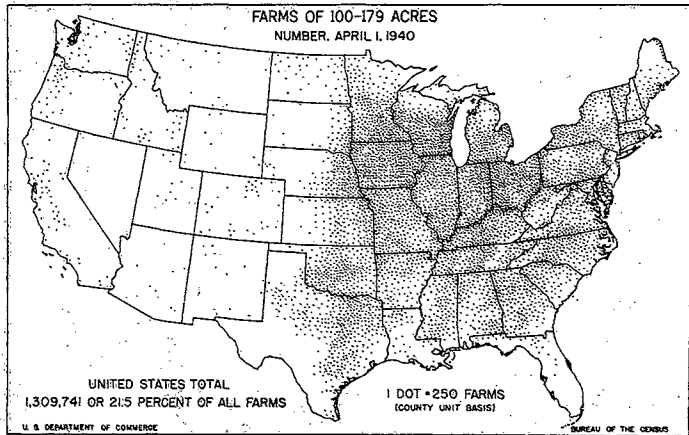 FARMS OF 100-179 ACRES
NUMBER, APRIL 1, 1940
UNITED STATES TOTAL
1,309,741 OR 21.5 PERCENT OF ALL FARMS
1 DOT = 250 FARMS
(COUNTY UNIT BASIS)
U. S. DEPARTMENT OF COMMERCE
BUREAU OF THE CENSUS